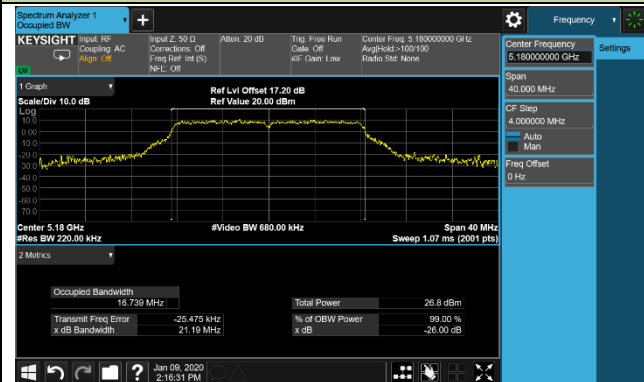 Spectrum Analyzer 1
Occupied BW
Frequency
KEYSIGHT
Input: RF
Coupling: AC
Align: Off
Input Z: 50 Ω
Corrections: Off
Freq Ref: Int (S)
NFE: Off
Atten: 20 dB
Trig: Free Run
Gate: Off
#IF Gain: Low
Center Freq: 5.180000000 GHz
Avg|Hold:>100/100
Radio Std: None
Center Frequency
5.180000000 GHz
Settings
Span
40.000 MHz
CF Step
4.000000 MHz
Auto
Man
Freq Offset
0 Hz
1 Graph
Scale/Div 10.0 dB
Ref Lvl Offset 17.20 dB
Ref Value 20.00 dBm
Log
10.0
0.00
-10.0
-20.0
-30.0
-40.0
-50.0
-60.0
-70.0
Center 5.18 GHz
#Res BW 220.00 kHz
#Video BW 680.00 kHz
Span 40 MHz
Sweep 1.07 ms (2001 pts)
2 Metrics
Occupied Bandwidth
16.739 MHz
Total Power
26.8 dBm
Transmit Freq Error
-25.475 kHz
% of OBW Power
99.00 %
x dB Bandwidth
21.19 MHz
x dB
-26.00 dB
?
Jan 09, 2020
2:16:31 PM